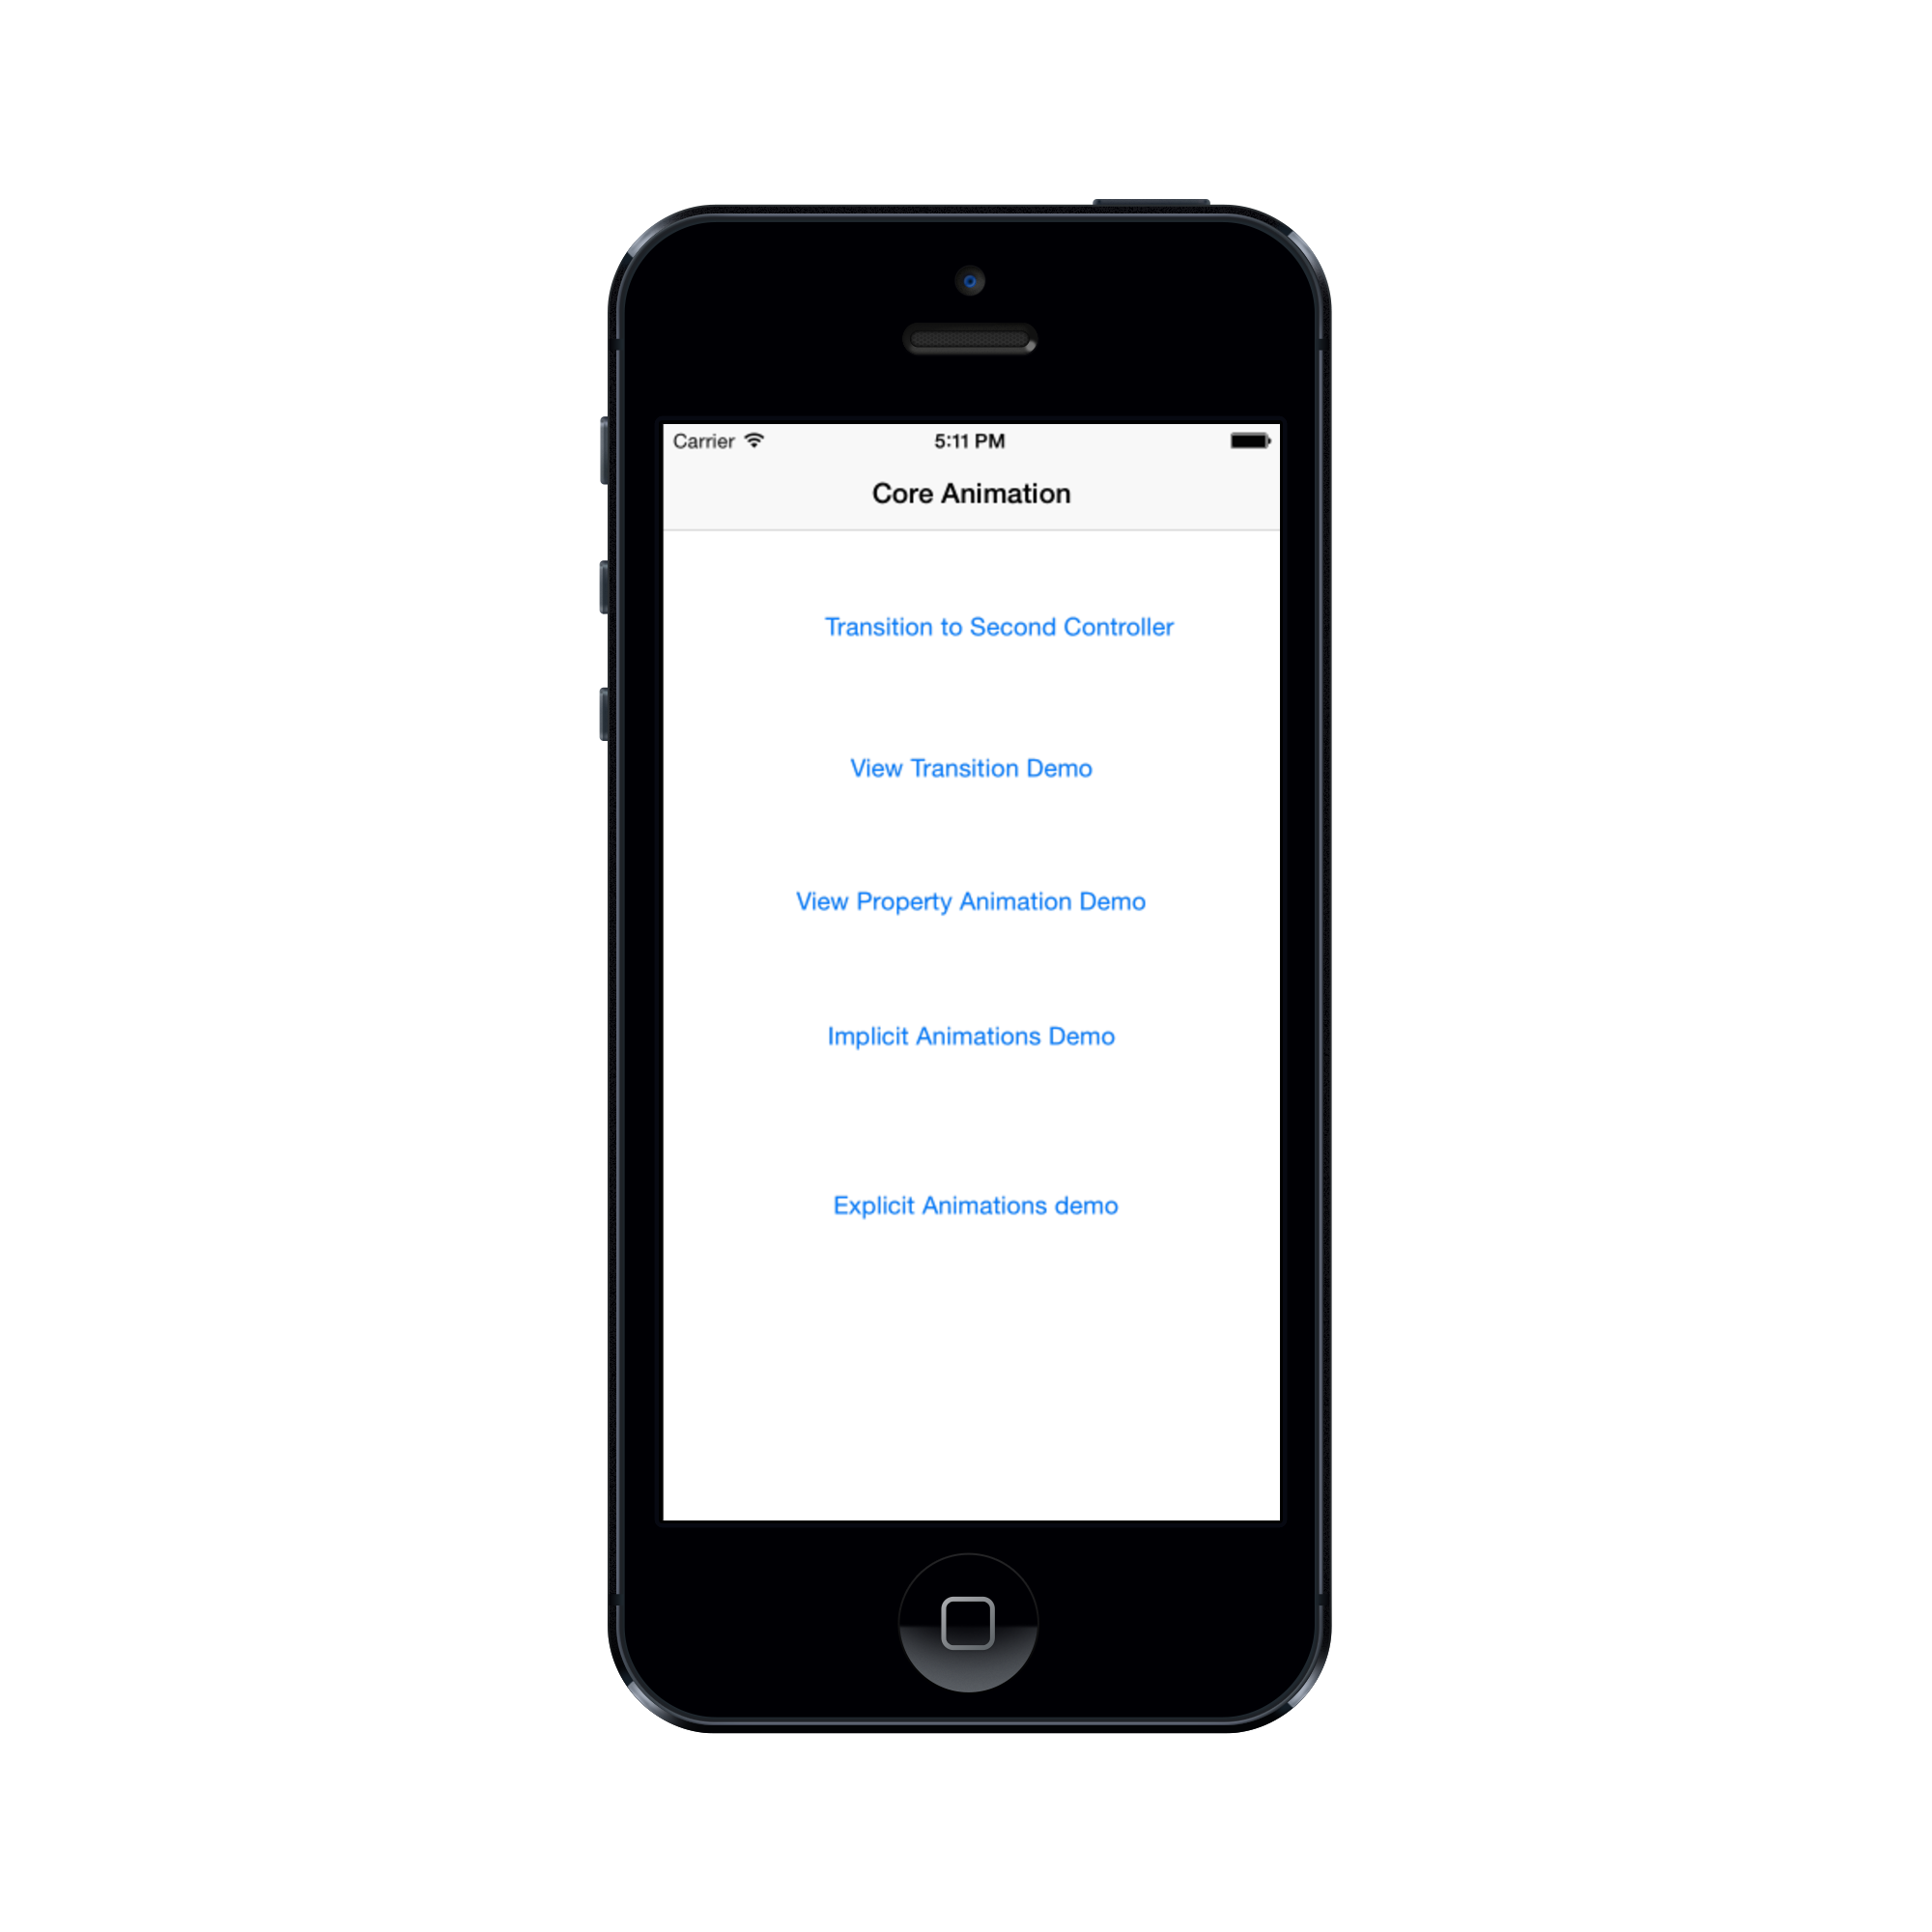 Carrier 5:11 PM
Core Animation
Transition to Second Controller
View Transition Demo
View Property Animation Demo
Implicit Animations Demo
Explicit Animations demo